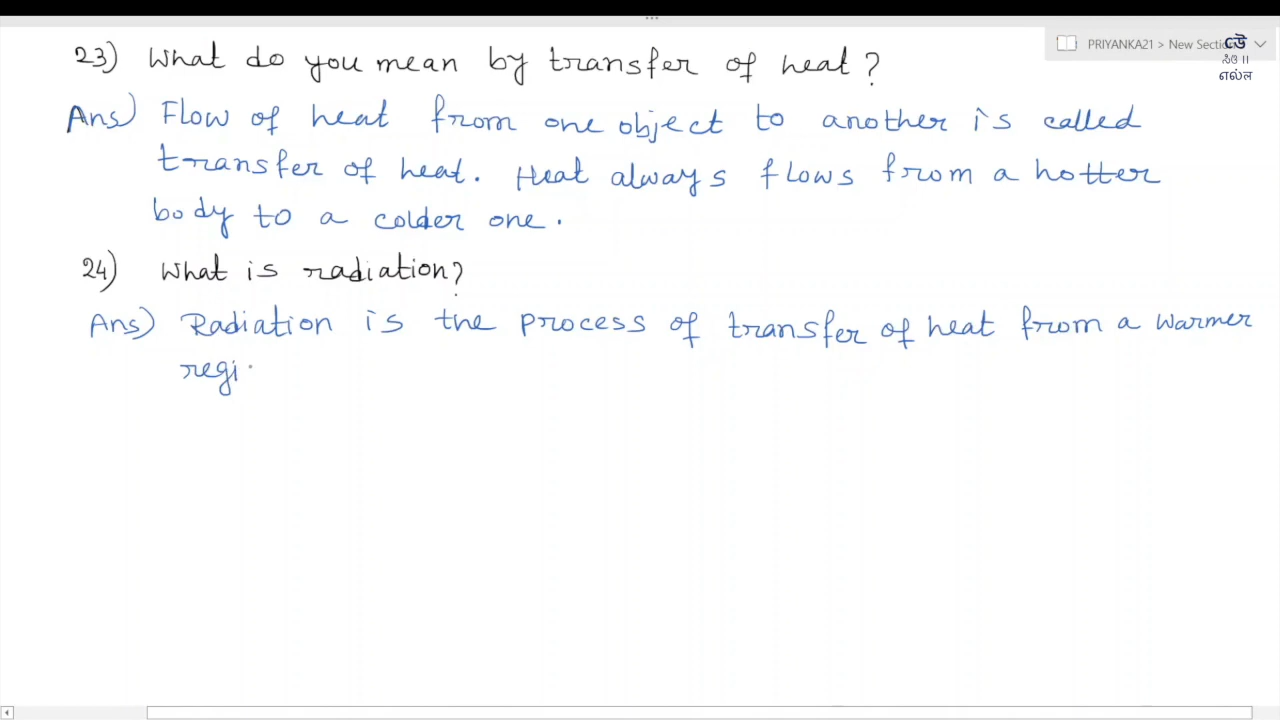 PRIYANKA21 > New Section
23) What do you mean by transfer of heat?
Ans) Flow of heat from one object to another is called
transfer of heat. Heat always flows from a hotter
body to a colder one.
24) What is radiation?
Ans) Radiation is the process of transfer of heat from a warmer
regi